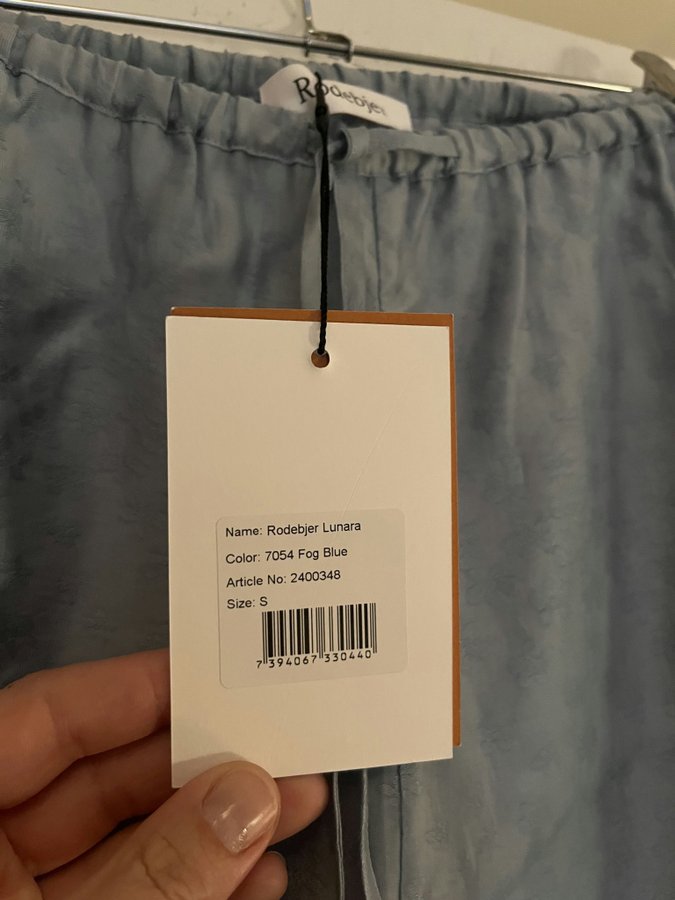 Rodebjer
Name: Rodebjer Lunara
Color: 7054 Fog Blue
Article No: 2400348
Size: S
7 394067 330440